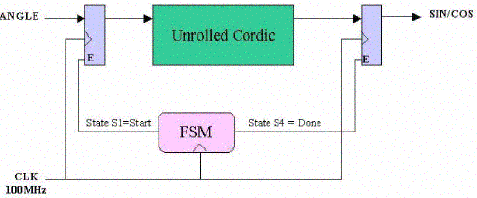 ANGLE
SIN/COS
Unrolled Cordic
E
E
State S1=Start
FSM
State S4 = Done
CLK
100MHz